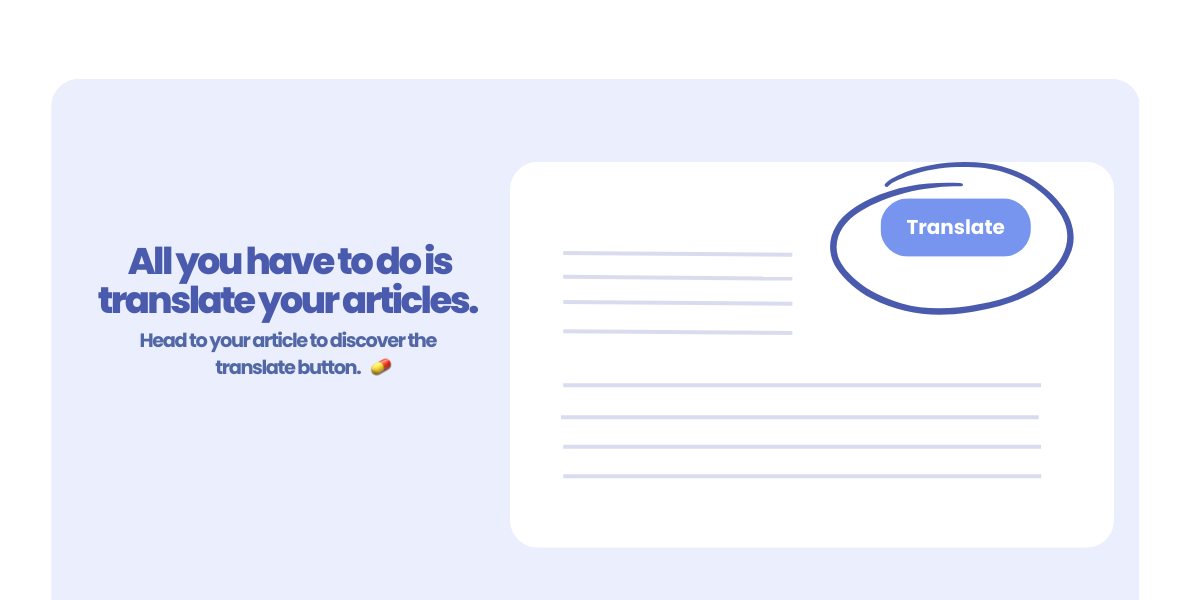 All you have to do is
translate your articles.
Head to your article to discover the
translate button. 💊
Translate